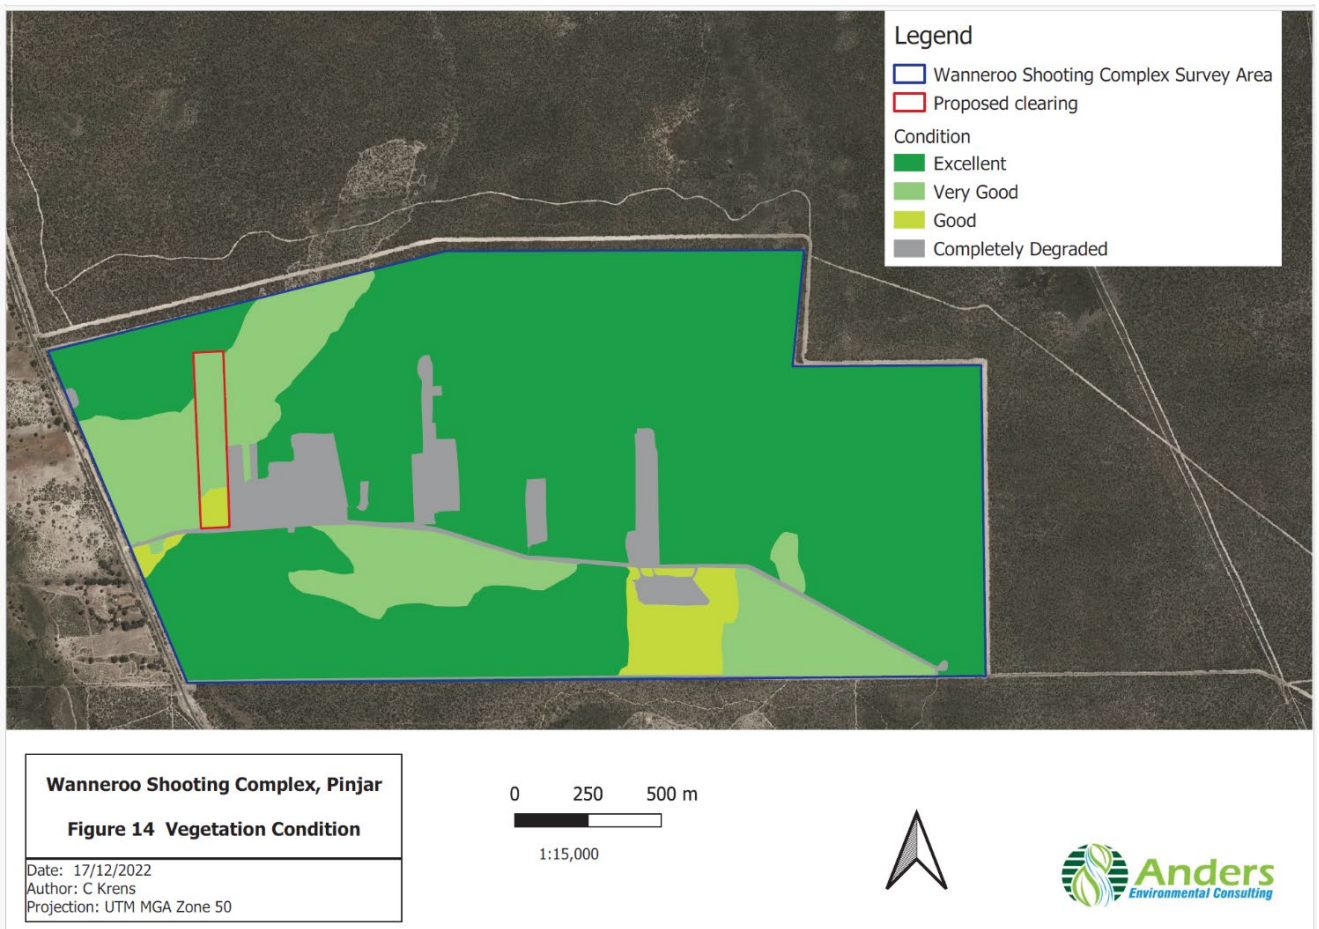 Legend
Wanneroo Shooting Complex Survey Area
Proposed clearing
Condition
Excellent
Very Good
Good
Completely Degraded
Wanneroo Shooting Complex, Pinjar
Figure 14 Vegetation Condition
Date: 17/12/2022
Author: C Krens
Projection: UTM MGA Zone 50
0 250 500 m
1:15,000
Anders
Environmental Consulting